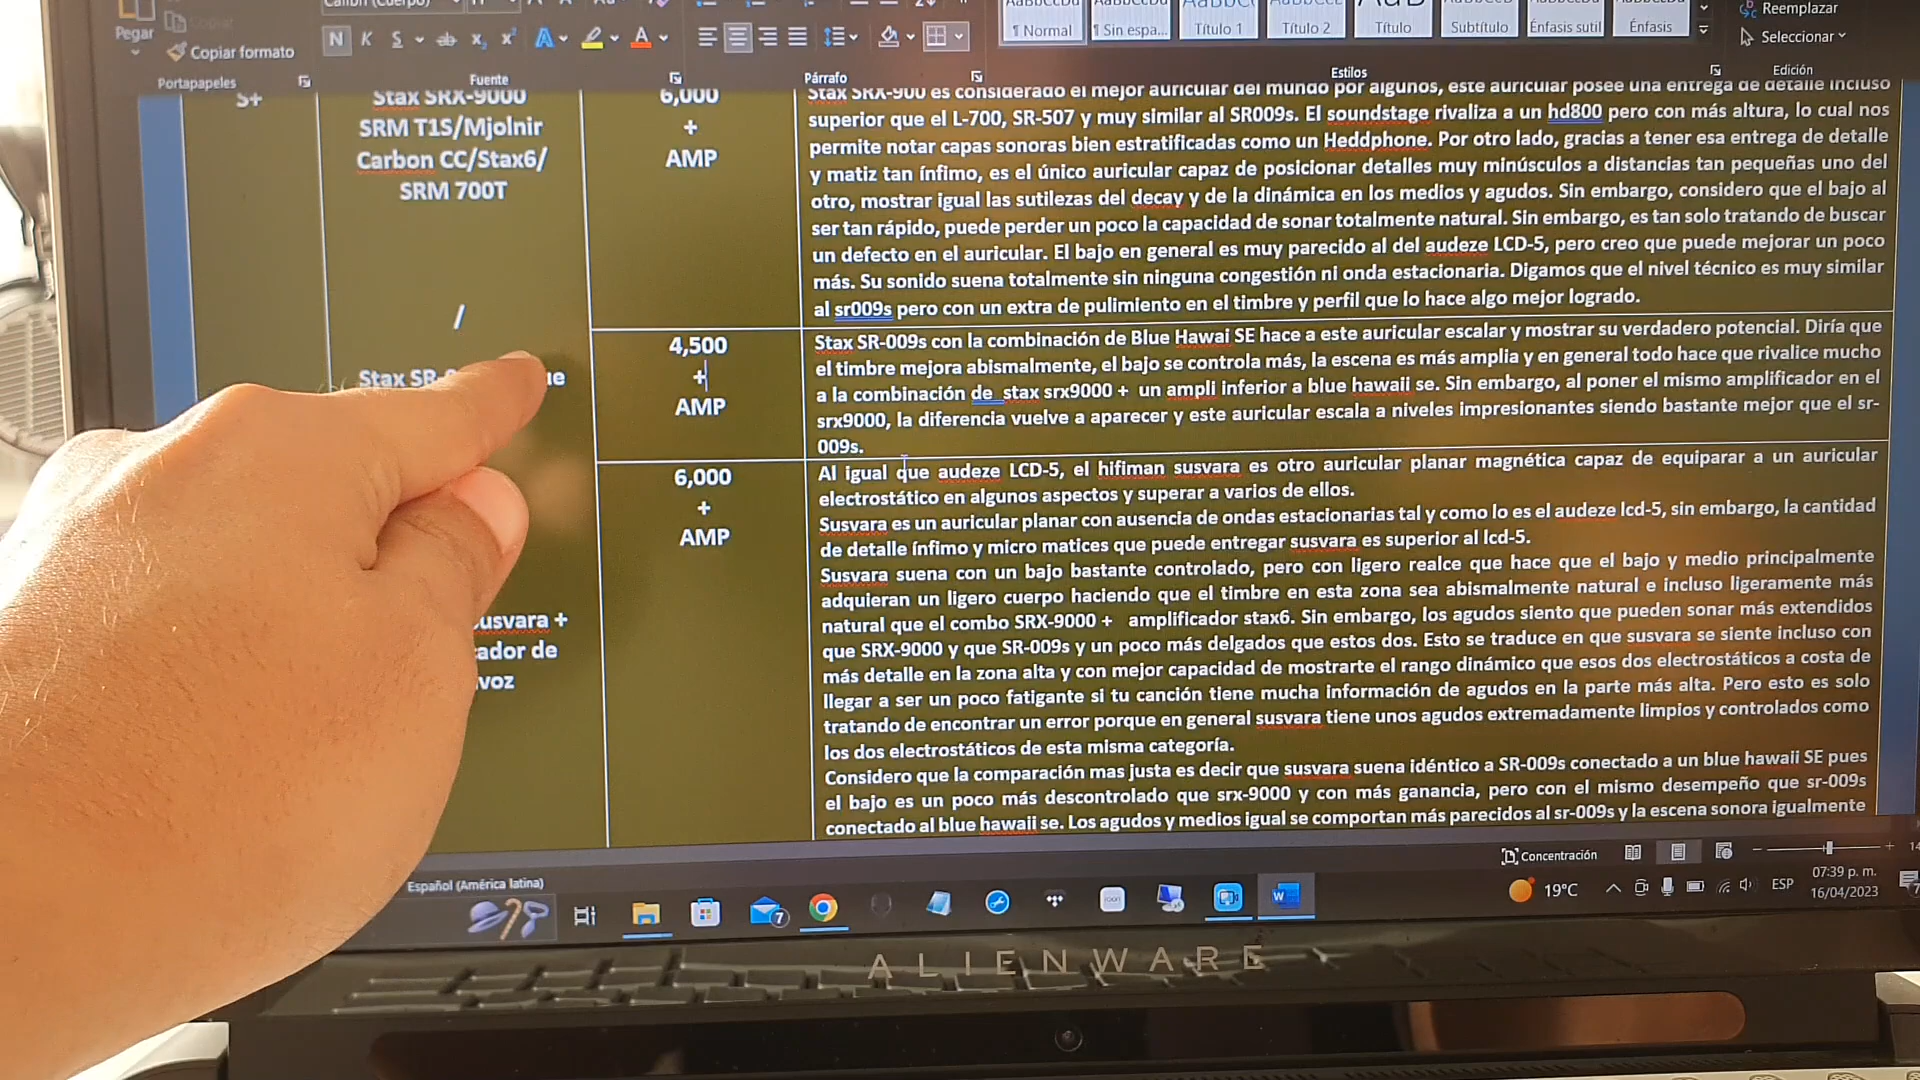 Pegar
Copiar
Copiar formato
Portapapeles
Calibri (Cuerpo)
N K S ab x₂ x² A A
Fuente
Párrafo
¶ Normal
¶ Sin espa...
Título 1
Título 2
Título
Subtítulo
Énfasis sutil
Énfasis
Estilos
Reemplazar
Seleccionar
Edición
S+
Stax SRX-9000
SRM T1S/Mjolnir
Carbon CC/Stax6/
SRM 700T
6,000
+
AMP
Stax SRX-900 es considerado el mejor auricular del mundo por algunos, este auricular posee una entrega de detalle incluso
superior que el L-700, SR-507 y muy similar al SR009s. El soundstage rivaliza a un hd800 pero con más altura, lo cual nos
permite notar capas sonoras bien estratificadas como un Heddphone. Por otro lado, gracias a tener esa entrega de detalle
y matiz tan ínfimo, es el único auricular capaz de posicionar detalles muy minúsculos a distancias tan pequeñas uno del
otro, mostrar igual las sutilezas del decay y de la dinámica en los medios y agudos. Sin embargo, considero que el bajo al
ser tan rápido, puede perder un poco la capacidad de sonar totalmente natural. Sin embargo, es tan solo tratando de buscar
un defecto en el auricular. El bajo en general es muy parecido al del audeze LCD-5, pero creo que puede mejorar un poco
más. Su sonido suena totalmente sin ninguna congestión ni onda estacionaria. Digamos que el nivel técnico es muy similar
al sr009s pero con un extra de pulimiento en el timbre y perfil que lo hace algo mejor logrado.
/
Stax SR
ue
4,500
+
AMP
Stax SR-009s con la combinación de Blue Hawai SE hace a este auricular escalar y mostrar su verdadero potencial. Diría que
el timbre mejora abismalmente, el bajo se controla más, la escena es más amplia y en general todo hace que rivalice mucho
a la combinación de stax srx9000 + un ampli inferior a blue hawaii se. Sin embargo, al poner el mismo amplificador en el
srx9000, la diferencia vuelve a aparecer y este auricular escala a niveles impresionantes siendo bastante mejor que el sr-
009s.
usvara +
ador de
voz
6,000
+
AMP
Al igual que audeze LCD-5, el hifiman susvara es otro auricular planar magnética capaz de equiparar a un auricular
electrostático en algunos aspectos y superar a varios de ellos.
Susvara es un auricular planar con ausencia de ondas estacionarias tal y como lo es el audeze lcd-5, sin embargo, la cantidad
de detalle ínfimo y micro matices que puede entregar susvara es superior al lcd-5.
Susvara suena con un bajo bastante controlado, pero con ligero realce que hace que el bajo y medio principalmente
adquieran un ligero cuerpo haciendo que el timbre en esta zona sea abismalmente natural e incluso ligeramente más
natural que el combo SRX-9000 + amplificador stax6. Sin embargo, los agudos siento que pueden sonar más extendidos
que SRX-9000 y que SR-009s y un poco más delgados que estos dos. Esto se traduce en que susvara se siente incluso con
más detalle en la zona alta y con mejor capacidad de mostrarte el rango dinámico que esos dos electrostáticos a costa de
llegar a ser un poco fatigante si tu canción tiene mucha información de agudos en la parte más alta. Pero esto es solo
tratando de encontrar un error porque en general susvara tiene unos agudos extremadamente limpios y controlados como
los dos electrostáticos de esta misma categoría.
Considero que la comparación mas justa es decir que susvara suena idéntico a SR-009s conectado a un blue hawaii SE pues
el bajo es un poco más descontrolado que srx-9000 y con más ganancia, pero con el mismo desempeño que sr-009s
conectado al blue hawaii se. Los agudos y medios igual se comportan más parecidos al sr-009s y la escena sonora igualmente
Español (América latina)
Concentración
14
7
19°C
ESP
07:39 p. m.
16/04/2023
ALIENWARE